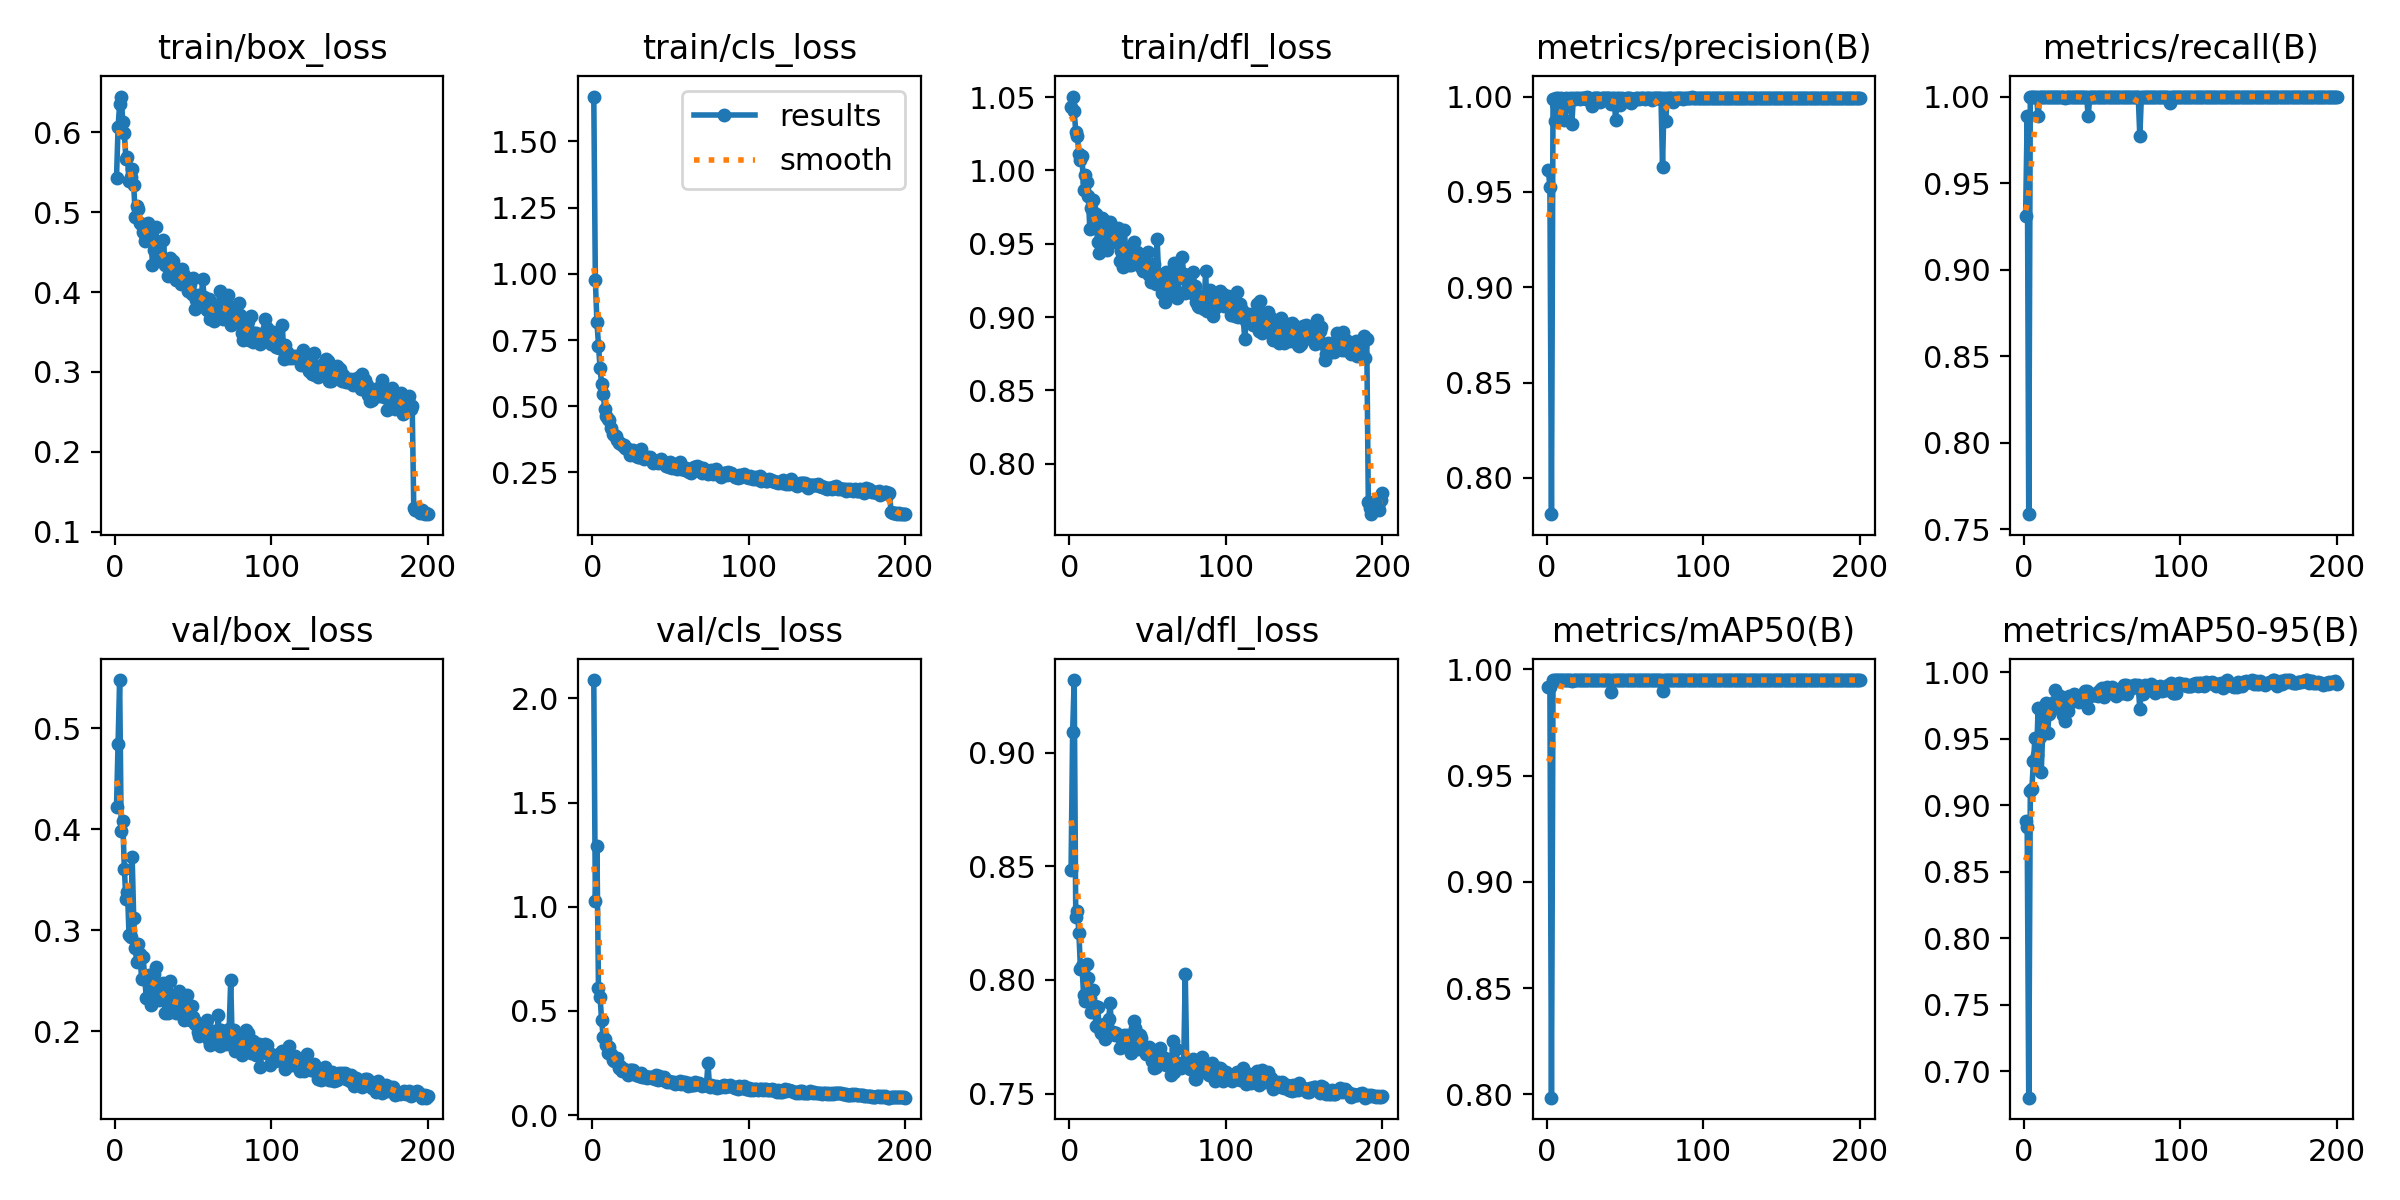 train/box_loss
0.6
0.5
0.4
0.3
0.2
0.1
0 100 200
train/cls_loss
results
smooth
1.50
1.25
1.00
0.75
0.50
0.25
0 100 200
train/dfl_loss
1.05
1.00
0.95
0.90
0.85
0.80
0 100 200
metrics/precision(B)
1.00
0.95
0.90
0.85
0.80
0 100 200
metrics/recall(B)
1.00
0.95
0.90
0.85
0.80
0.75
0 100 200
val/box_loss
0.5
0.4
0.3
0.2
0 100 200
val/cls_loss
2.0
1.5
1.0
0.5
0.0
0 100 200
val/dfl_loss
0.90
0.85
0.80
0.75
0 100 200
metrics/mAP50(B)
1.00
0.95
0.90
0.85
0.80
0 100 200
metrics/mAP50-95(B)
1.00
0.95
0.90
0.85
0.80
0.75
0.70
0 100 200